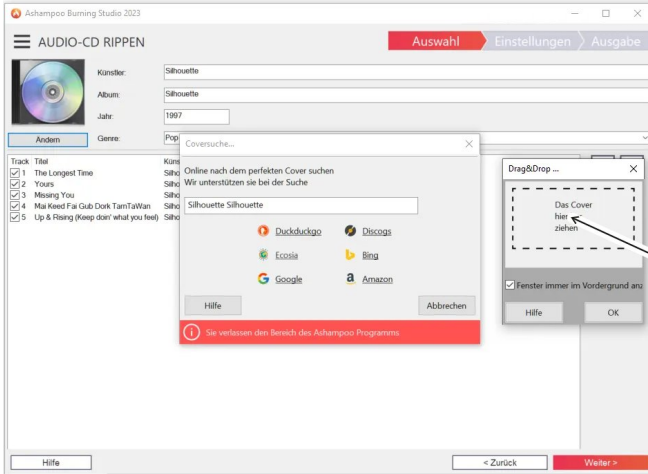 Ashampoo Burning Studio 2023
AUDIO-CD RIPPEN
Auswahl
Einstellungen
Ausgabe
Künstler:
Silhouette
Album:
Silhouette
Jahr:
1997
Ändern
Genre:
Pop
Track Titel
1 The Longest Time
2 Yours
3 Missing You
4 Mai Keed Fai Gub Dork TamTaWan
5 Up & Rising (Keep doin' what you feel)
Coversuche...
Online nach dem perfekten Cover suchen
Wir unterstützen sie bei der Suche
Silhouette Silhouette
Duckduckgo
Discogs
Ecosia
Bing
Google
Amazon
Hilfe
Abbrechen
Sie verlassen den Bereich des Ashampoo Programms
Drag&Drop ...
Das Cover
hier
ziehen
Fenster immer im Vordergrund anz
Hilfe
OK
Hilfe
< Zurück
Weiter >